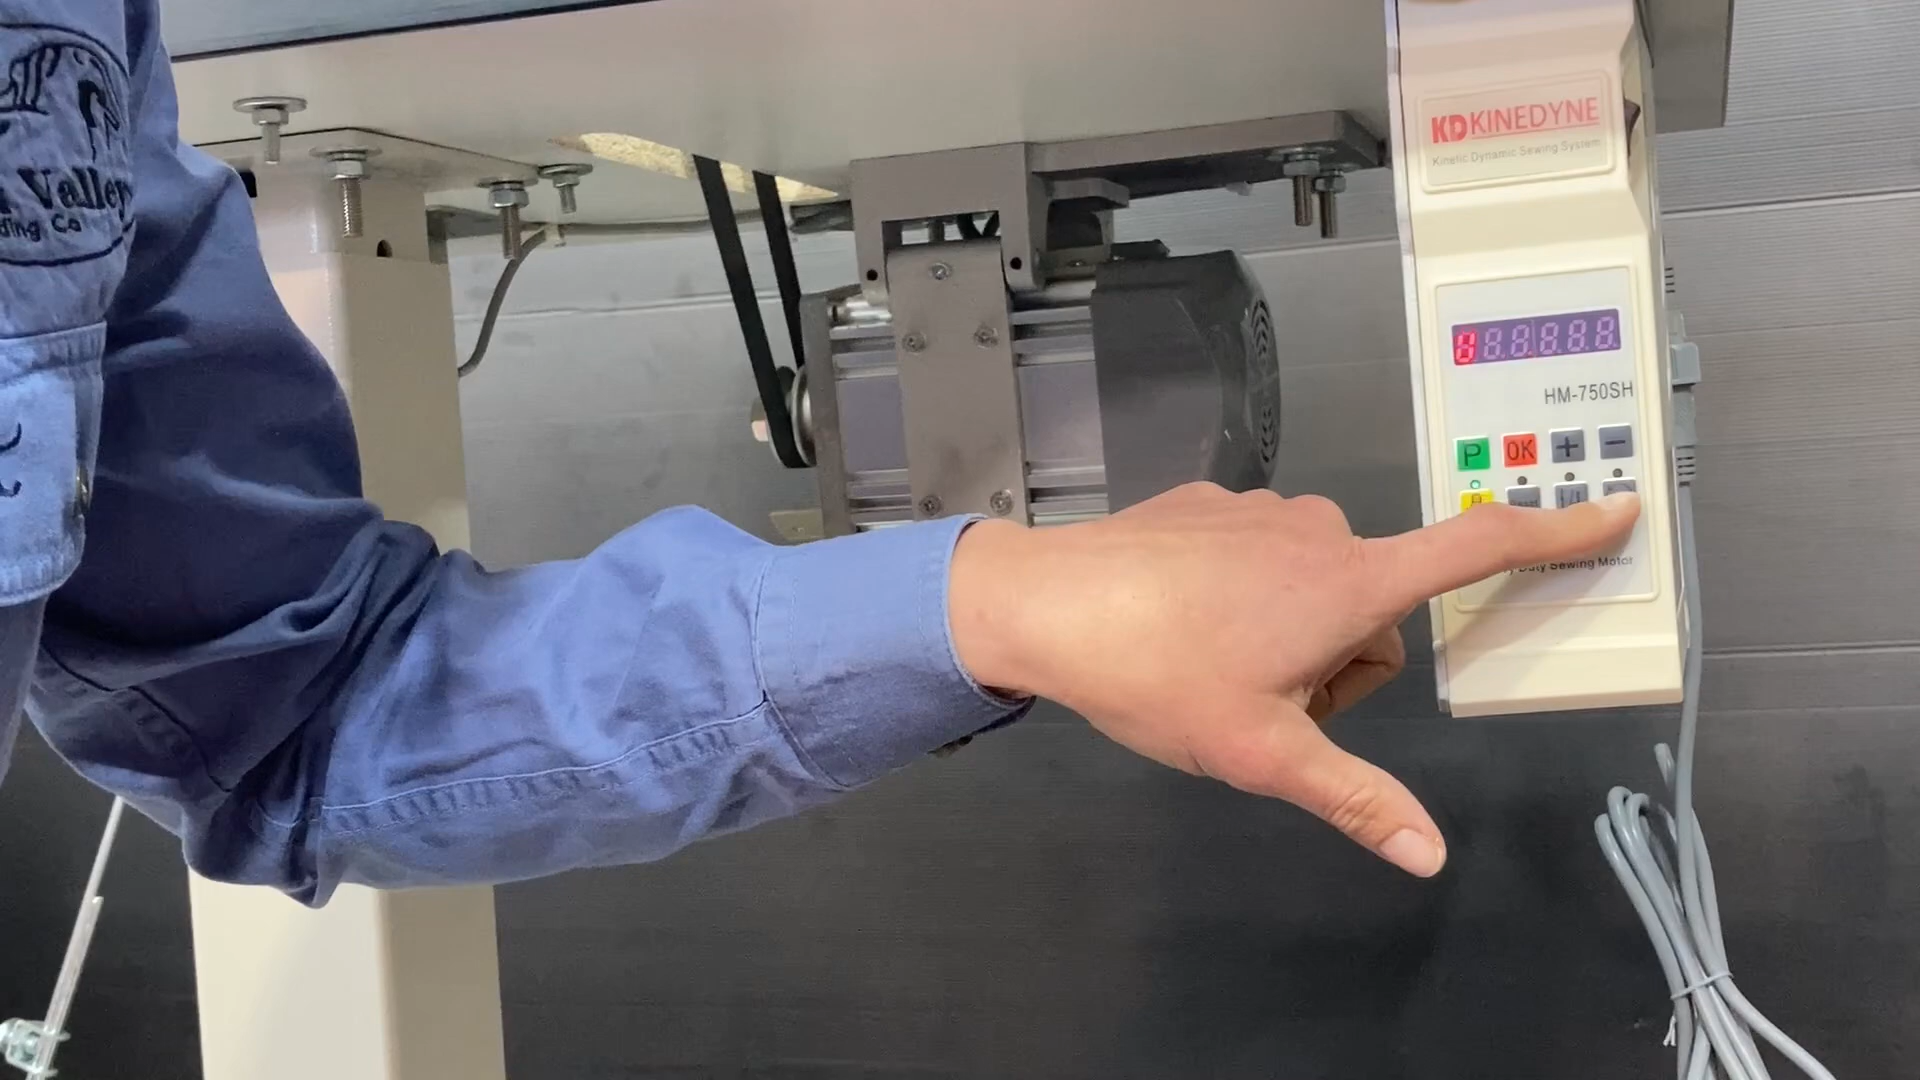 Valley
ding Co
KD KINEDYNE
Kinetic Dynamic Sewing System
HM-750SH
P OK + −
Duty Sewing Motor